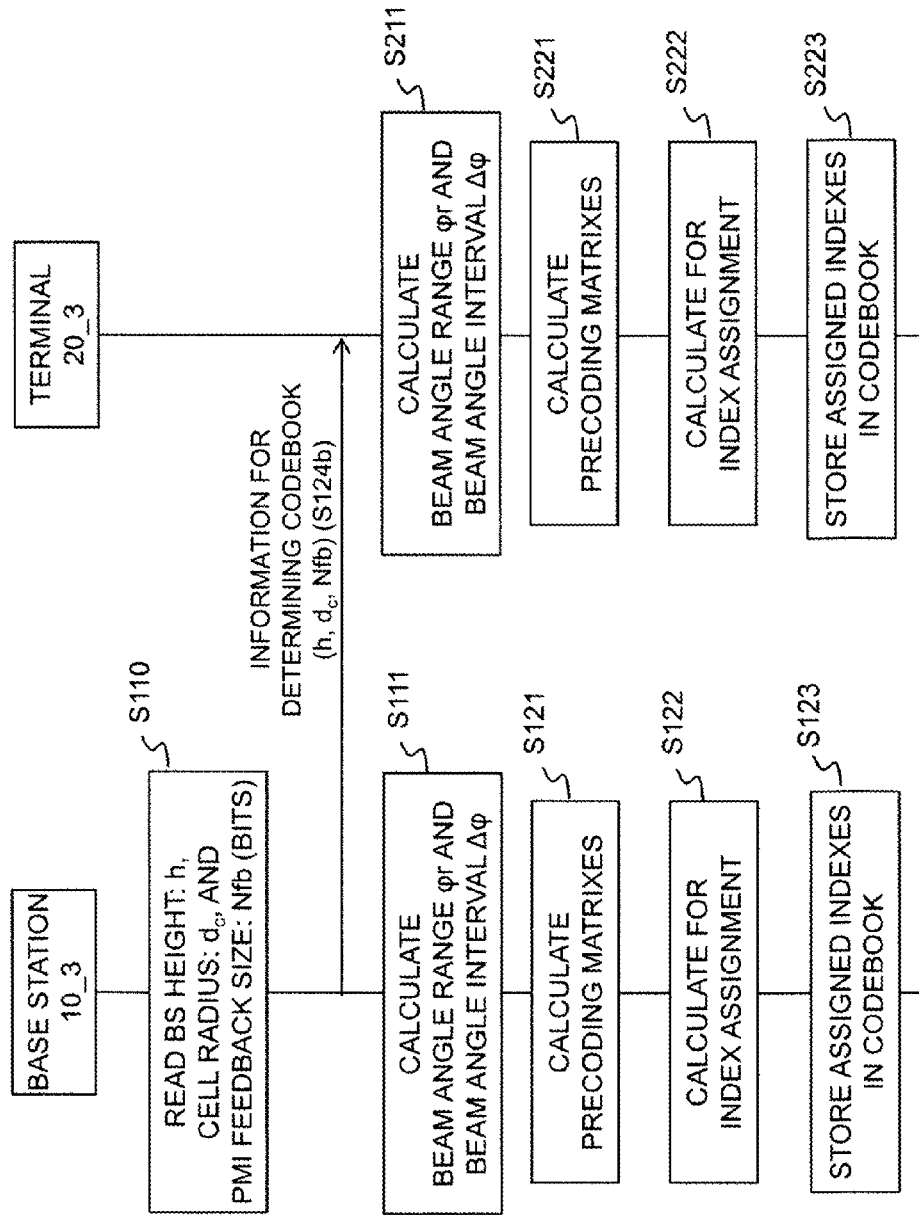 BASE STATION
10_3
READ BS HEIGHT: h,
CELL RADIUS: dc, AND
PMI FEEDBACK SIZE: Nfb (BITS)
S110
TERMINAL
20_3
INFORMATION FOR
DETERMINING CODEBOOK
(h, dc, Nfb) (S124b)
CALCULATE
BEAM ANGLE RANGE φr AND
BEAM ANGLE INTERVAL Δφ
S111
CALCULATE
PRECODING MATRIXES
S121
CALCULATE FOR
INDEX ASSIGNMENT
S122
STORE ASSIGNED INDEXES
IN CODEBOOK
S123
CALCULATE
BEAM ANGLE RANGE φr AND
BEAM ANGLE INTERVAL Δφ
S211
CALCULATE
PRECODING MATRIXES
S221
CALCULATE FOR
INDEX ASSIGNMENT
S222
STORE ASSIGNED INDEXES
IN CODEBOOK
S223